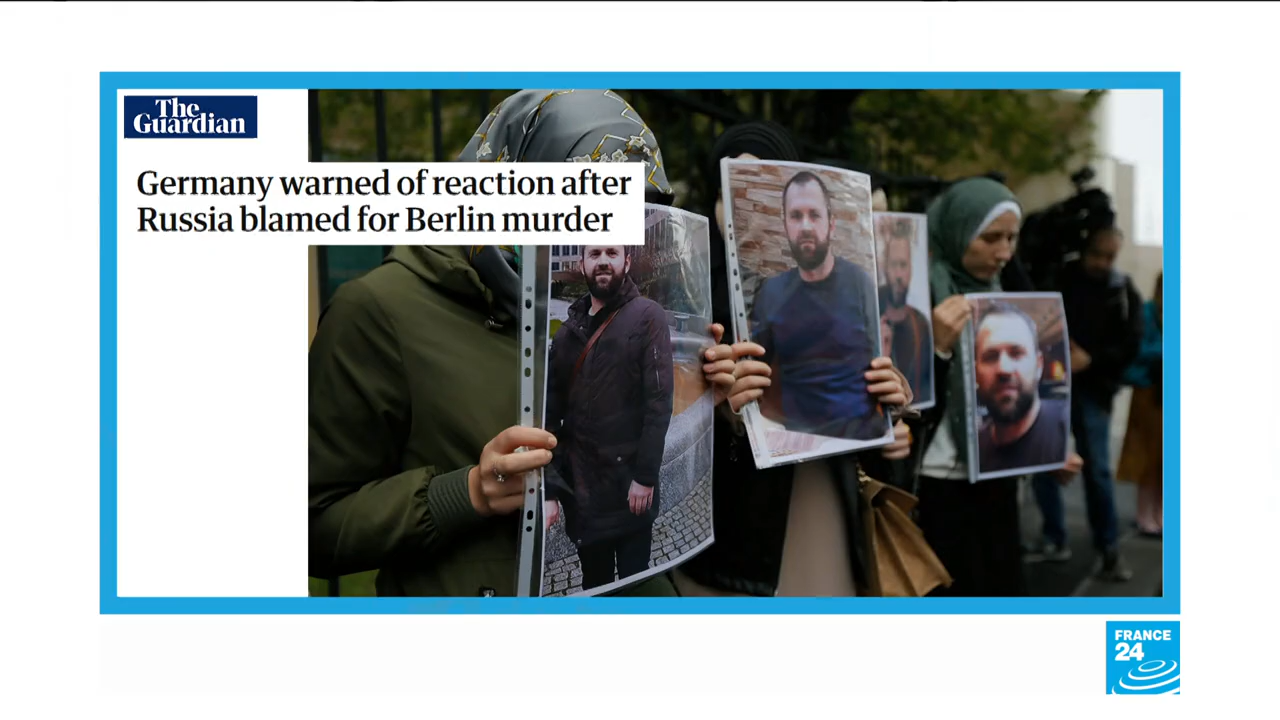 The
Guardian
Germany warned of reaction after
Russia blamed for Berlin murder
FRANCE
24